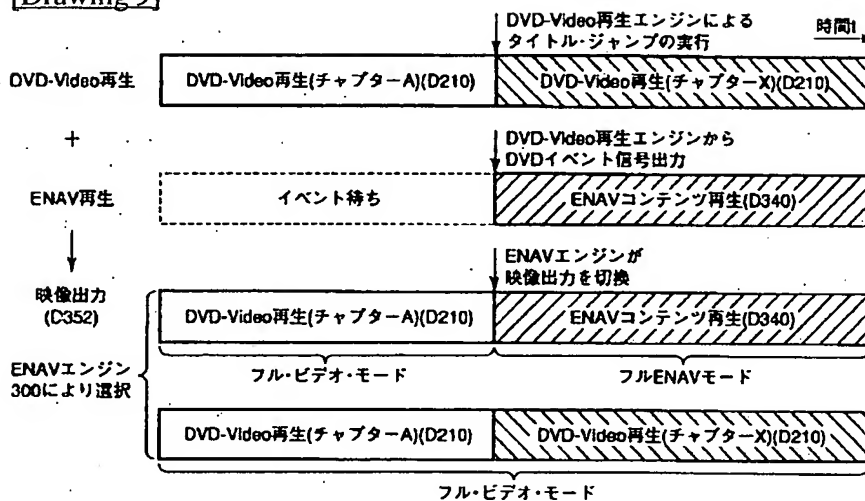 [Drawing 9]
DVD-Video再生エンジンによる
タイトル・ジャンプの実行
時間t
DVD-Video再生
DVD-Video再生(チャプターA)(D210)
DVD-Video再生(チャプターX)(D210)
+
DVD-Video再生エンジンから
DVDイベント信号出力
ENAV再生
イベント待ち
ENAVコンテンツ再生(D340)
ENAVエンジンが
映像出力を切換
映像出力
(D352)
DVD-Video再生(チャプターA)(D210)
ENAVコンテンツ再生(D340)
フル・ビデオ・モード
フルENAVモード
ENAVエンジン
300により選択
DVD-Video再生(チャプターA)(D210)
DVD-Video再生(チャプターX)(D210)
フル・ビデオ・モード